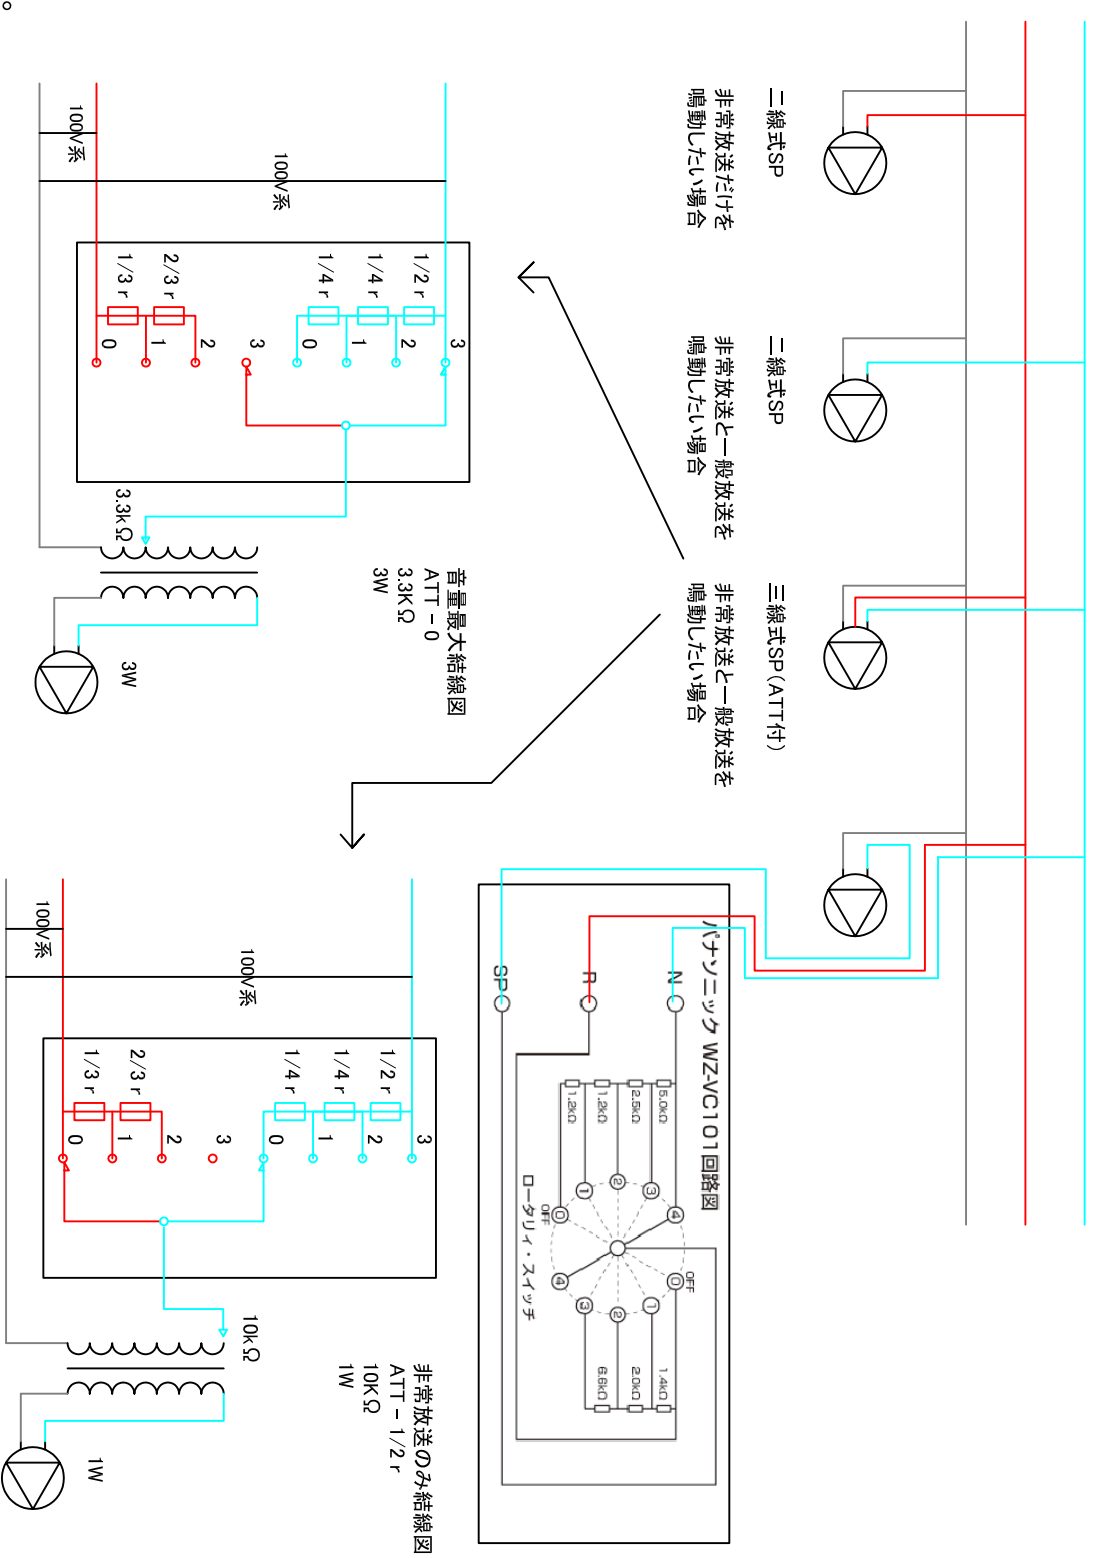 。
二線式SP
非常放送だけを
鳴動したい場合
二線式SP
非常放送と一般放送を
鳴動したい場合
三線式SP(ATT付)
非常放送と一般放送を
鳴動したい場合
100V系
100V系
1/3 r
2/3 r
1/4 r
1/4 r
1/2 r
0
1
2
3
0
1
2
3
3.3kΩ
3W
音量最大結線図
ATT - 0
3.3KΩ
3W
パナソニック WZ-VC101回路図
N
R
SP
5.0kΩ
2.5kΩ
1.2kΩ
1.2kΩ
4
3
2
1
0
OFF
0
OFF
1
2
3
4
1.4kΩ
2.0kΩ
6.6kΩ
ロータリィ・スイッチ
100V系
100V系
1/3 r
2/3 r
1/4 r
1/4 r
1/2 r
0
1
2
3
0
1
2
3
10kΩ
1W
非常放送のみ結線図
ATT - 1/2 r
10KΩ
1W